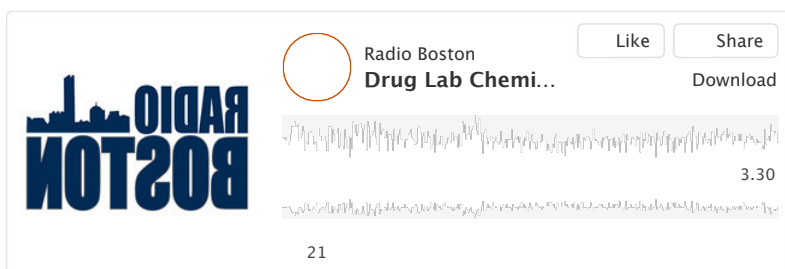 RADIO
BOSTON
Radio Boston
Drug Lab Chemi...
Like
Share
Download
3.30
21